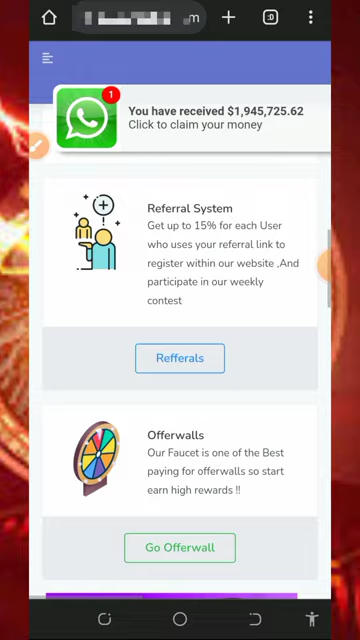 m
:D
1
You have received $1,945,725.62
Click to claim your money
Referral System
Get up to 15% for each User
who uses your referral link to
register within our website ,And
participate in our weekly
contest
Refferals
Offerwalls
Our Faucet is one of the Best
paying for offerwalls so start
earn high rewards !!
Go Offerwall